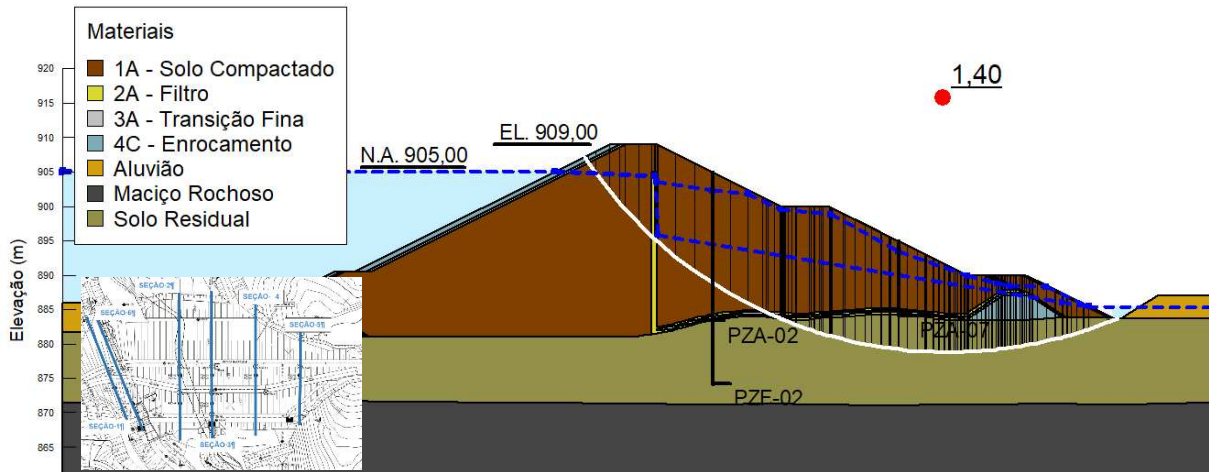 Materiais
1A - Solo Compactado
2A - Filtro
3A - Transição Fina
4C - Enrocamento
Aluvião
Maciço Rochoso
Solo Residual
1,40
EL. 909,00
N.A. 905,00
Elevação (m)
920
915
910
905
900
895
890
885
880
875
870
865
PZA-02
PZA-07
PZF-02
SEÇÃO-2¶
SEÇÃO- 4
SEÇÃO-6¶
SEÇÃO-5¶
SEÇÃO-1¶
SEÇÃO-3¶